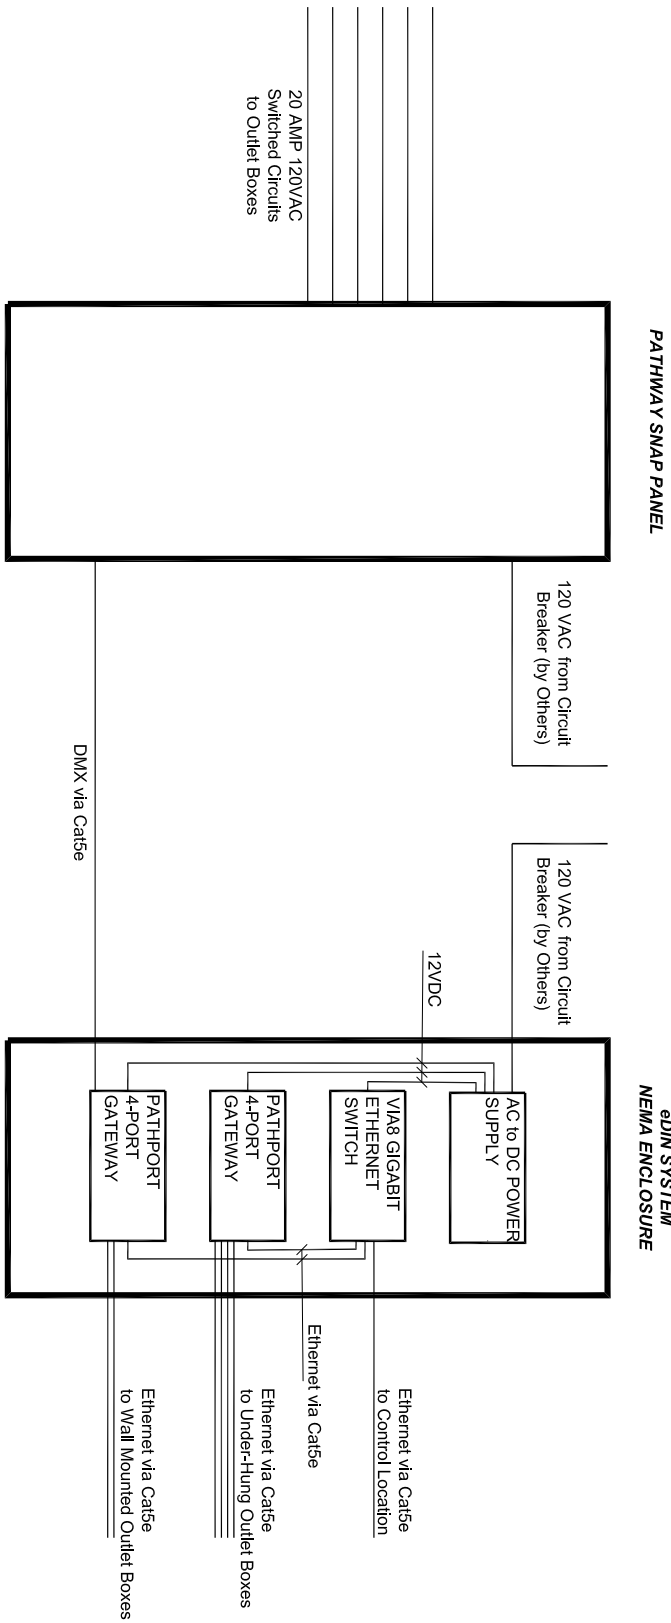 PATHWAY SNAP PANEL
20 AMP 120VAC
Switched Circuits
to Outlet Boxes
120 VAC from Circuit
Breaker (by Others)
DMX via Cat5e
120 VAC from Circuit
Breaker (by Others)
eDIN SYSTEM
NEMA ENCLOSURE
12VDC
AC to DC POWER
SUPPLY
VIA8 GIGABIT
ETHERNET
SWITCH
PATHPORT
4-PORT
GATEWAY
PATHPORT
4-PORT
GATEWAY
Ethernet via Cat5e
to Control Location
Ethernet via Cat5e
Ethernet via Cat5e
to Under-Hung Outlet Boxes
Ethernet via Cat5e
to Wall Mounted Outlet Boxes